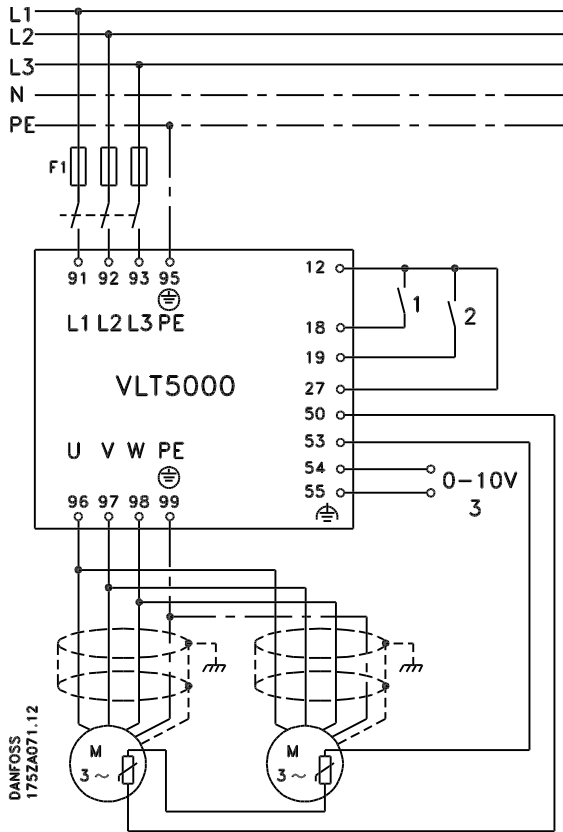 L1
L2
L3
N
PE
F1
91 92 93 95
L1 L2 L3 PE
12
1
18
2
19
VLT5000
27
50
53
U V W PE
54
0-10V
55
3
96 97 98 99
M
3~
M
3~
DANFOSS
175ZA071.12